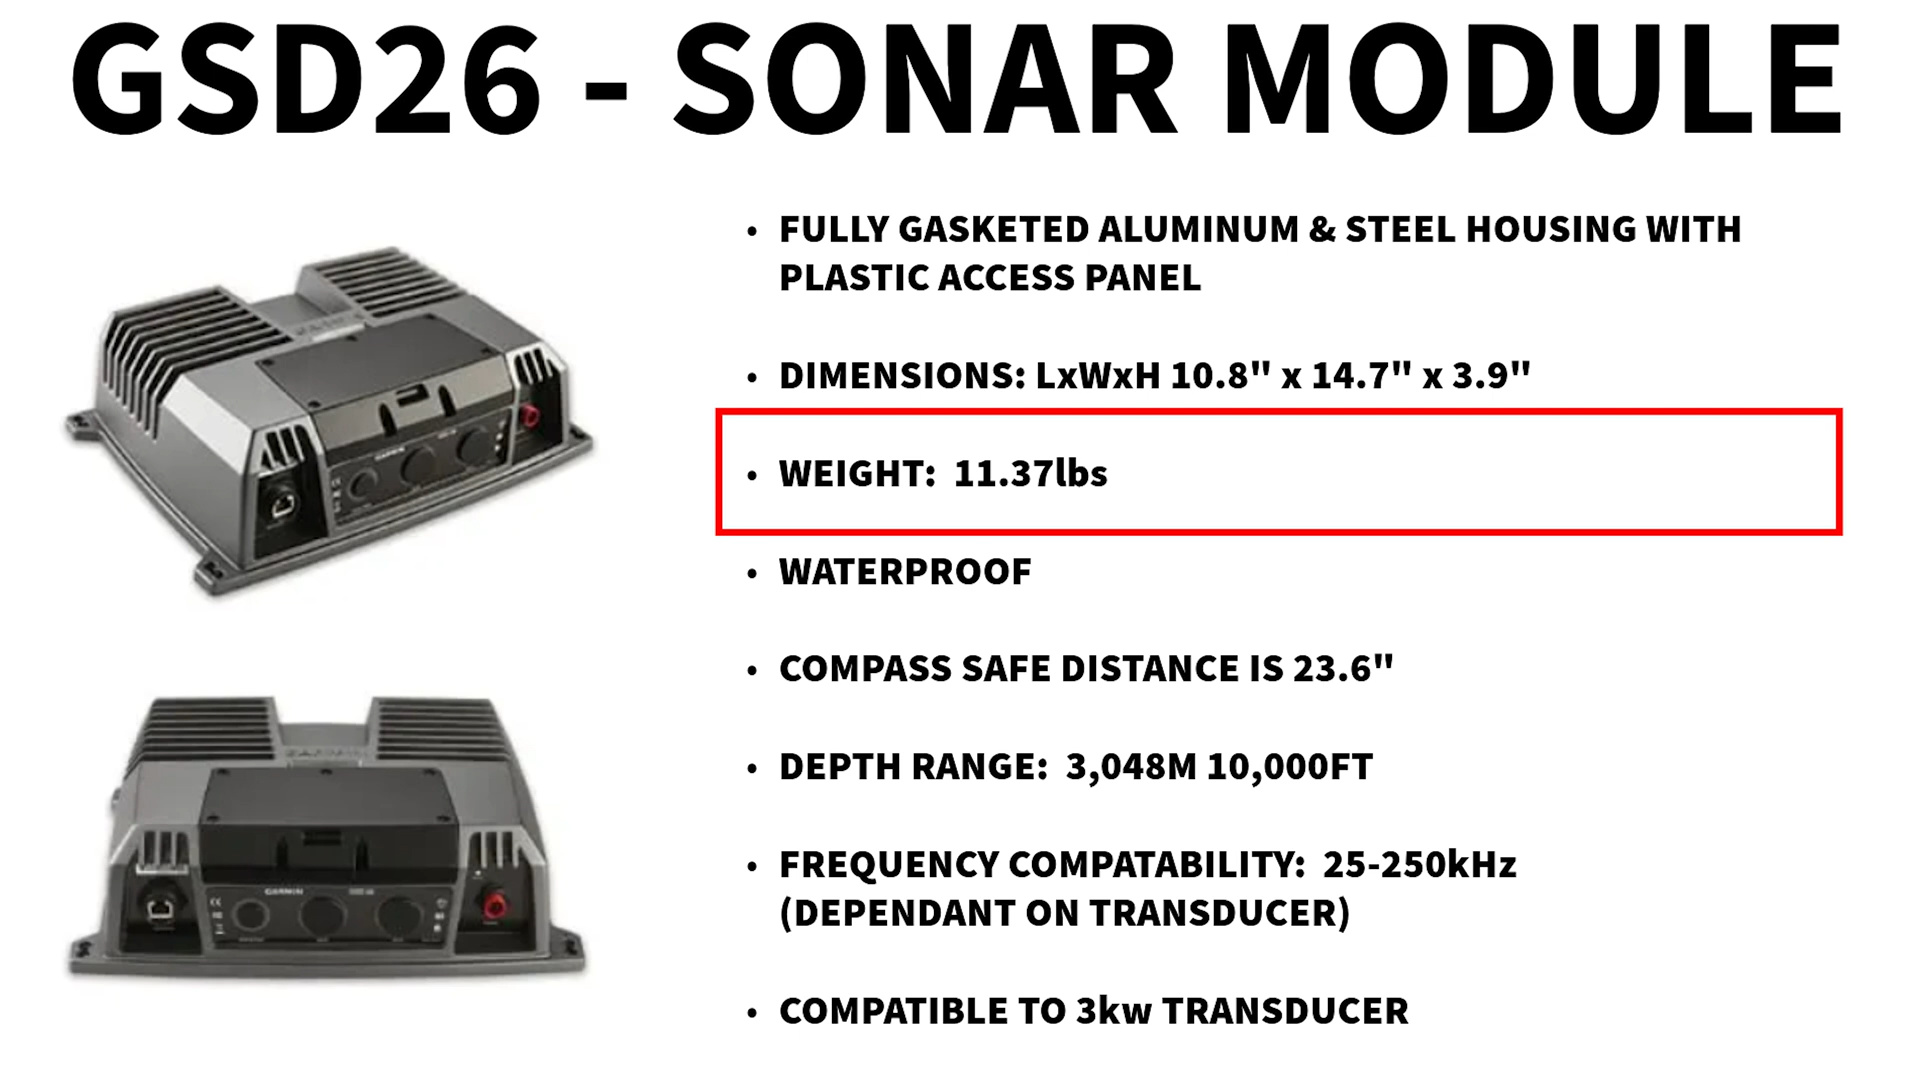 GSD26 - SONAR MODULE
• FULLY GASKETED ALUMINUM & STEEL HOUSING WITH
PLASTIC ACCESS PANEL
• DIMENSIONS: LxWxH 10.8" x 14.7" x 3.9"
• WEIGHT: 11.37lbs
• WATERPROOF
• COMPASS SAFE DISTANCE IS 23.6"
• DEPTH RANGE: 3,048M 10,000FT
• FREQUENCY COMPATABILITY: 25-250kHz
(DEPENDANT ON TRANSDUCER)
• COMPATIBLE TO 3kw TRANSDUCER
GARMIN